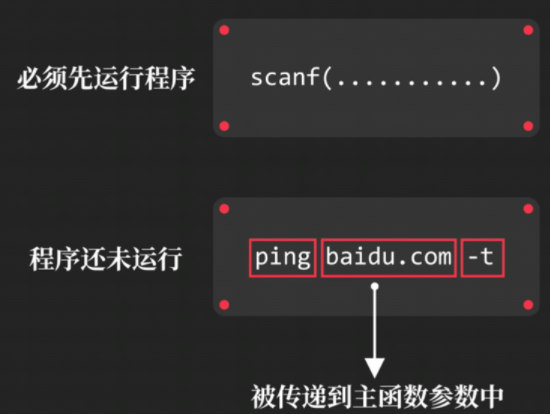 必须先运行程序
scanf(............)
程序还未运行
ping baidu.com -t
被传递到主函数参数中